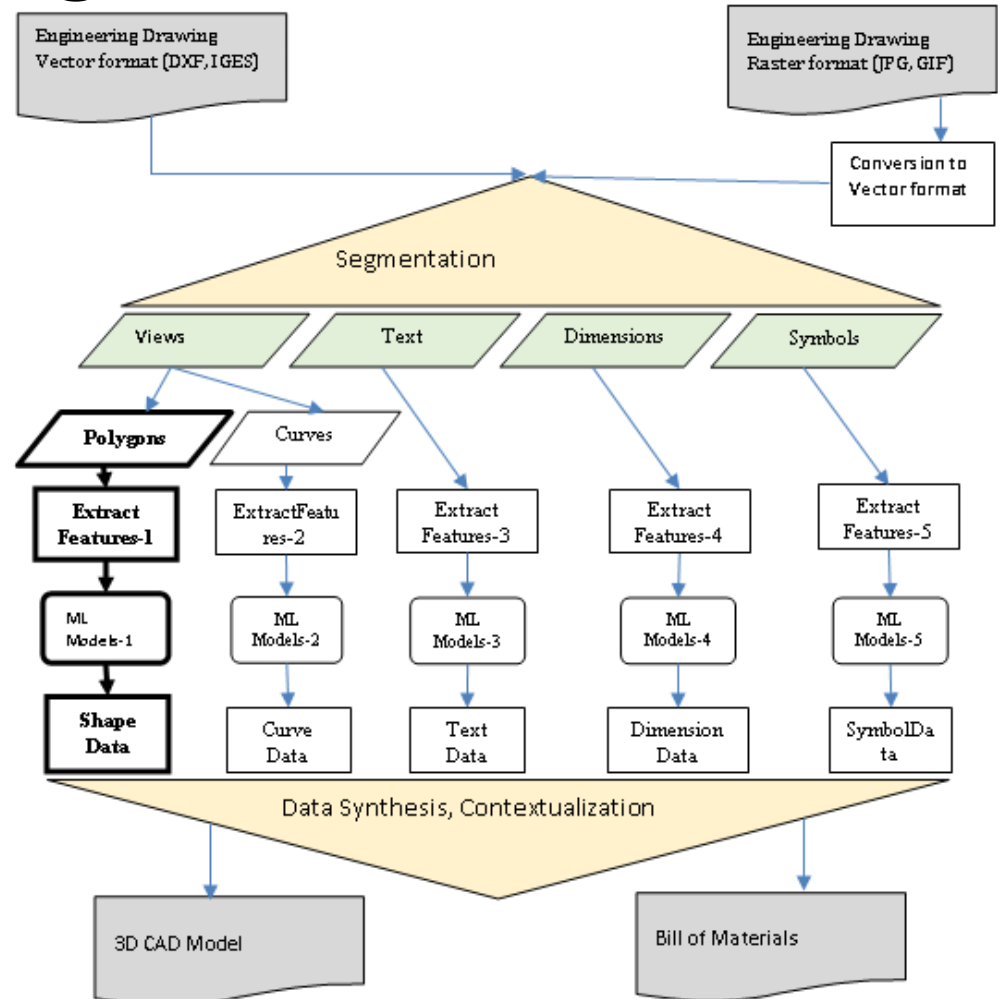 Engineering Drawing
Vector format (DXF, IGES)
Engineering Drawing
Raster format (JPG, GIF)
Conversion to
Vector format
Segmentation
Views
Text
Dimensions
Symbols
Polygons
Curves
Extract
Features-1
ExtractFeatu
res-2
Extract
Features-3
Extract
Features-4
Extract
Features-5
ML
Models-1
ML
Models-2
ML
Models-3
ML
Models-4
ML
Models-5
Shape
Data
Curve
Data
Text
Data
Dimension
Data
SymbolDa
ta
Data Synthesis, Contextualization
3D CAD Model
Bill of Materials